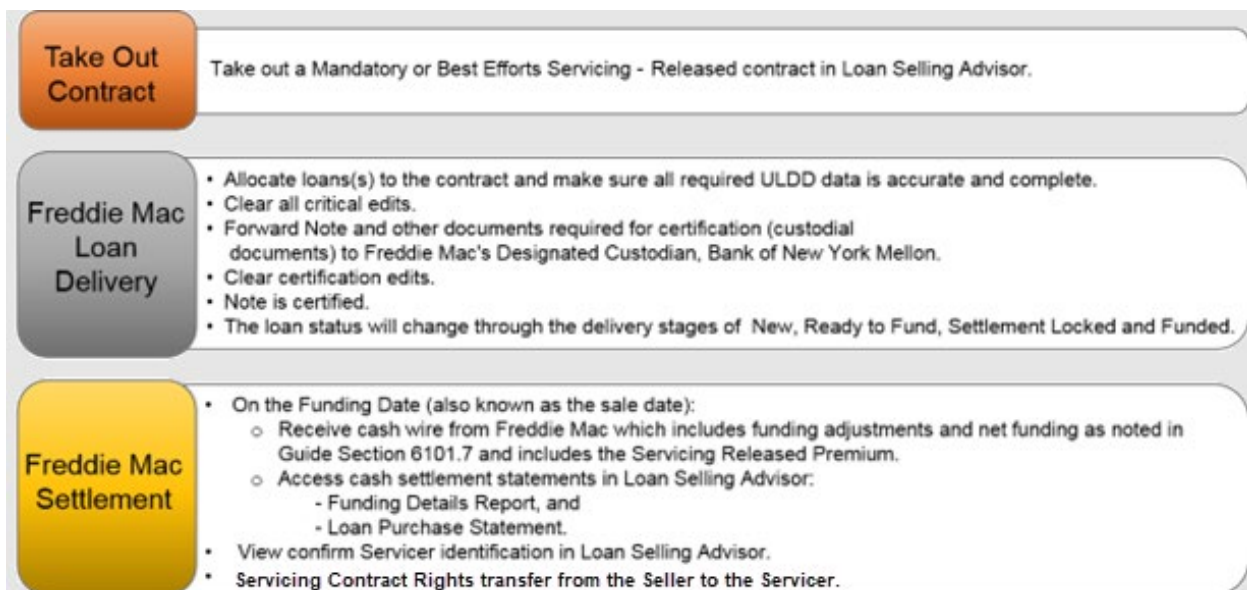 Take Out
Contract
Take out a Mandatory or Best Efforts Servicing - Released contract in Loan Selling Advisor.
Freddie Mac
Loan
Delivery
• Allocate loans(s) to the contract and make sure all required ULDD data is accurate and complete.
• Clear all critical edits.
• Forward Note and other documents required for certification (custodial
documents) to Freddie Mac's Designated Custodian, Bank of New York Mellon.
• Clear certification edits.
• Note is certified.
• The loan status will change through the delivery stages of New, Ready to Fund, Settlement Locked and Funded.
Freddie Mac
Settlement
• On the Funding Date (also known as the sale date):
o Receive cash wire from Freddie Mac which includes funding adjustments and net funding as noted in
Guide Section 6101.7 and includes the Servicing Released Premium.
o Access cash settlement statements in Loan Selling Advisor:
- Funding Details Report, and
- Loan Purchase Statement.
• View confirm Servicer identification in Loan Selling Advisor.
• Servicing Contract Rights transfer from the Seller to the Servicer.